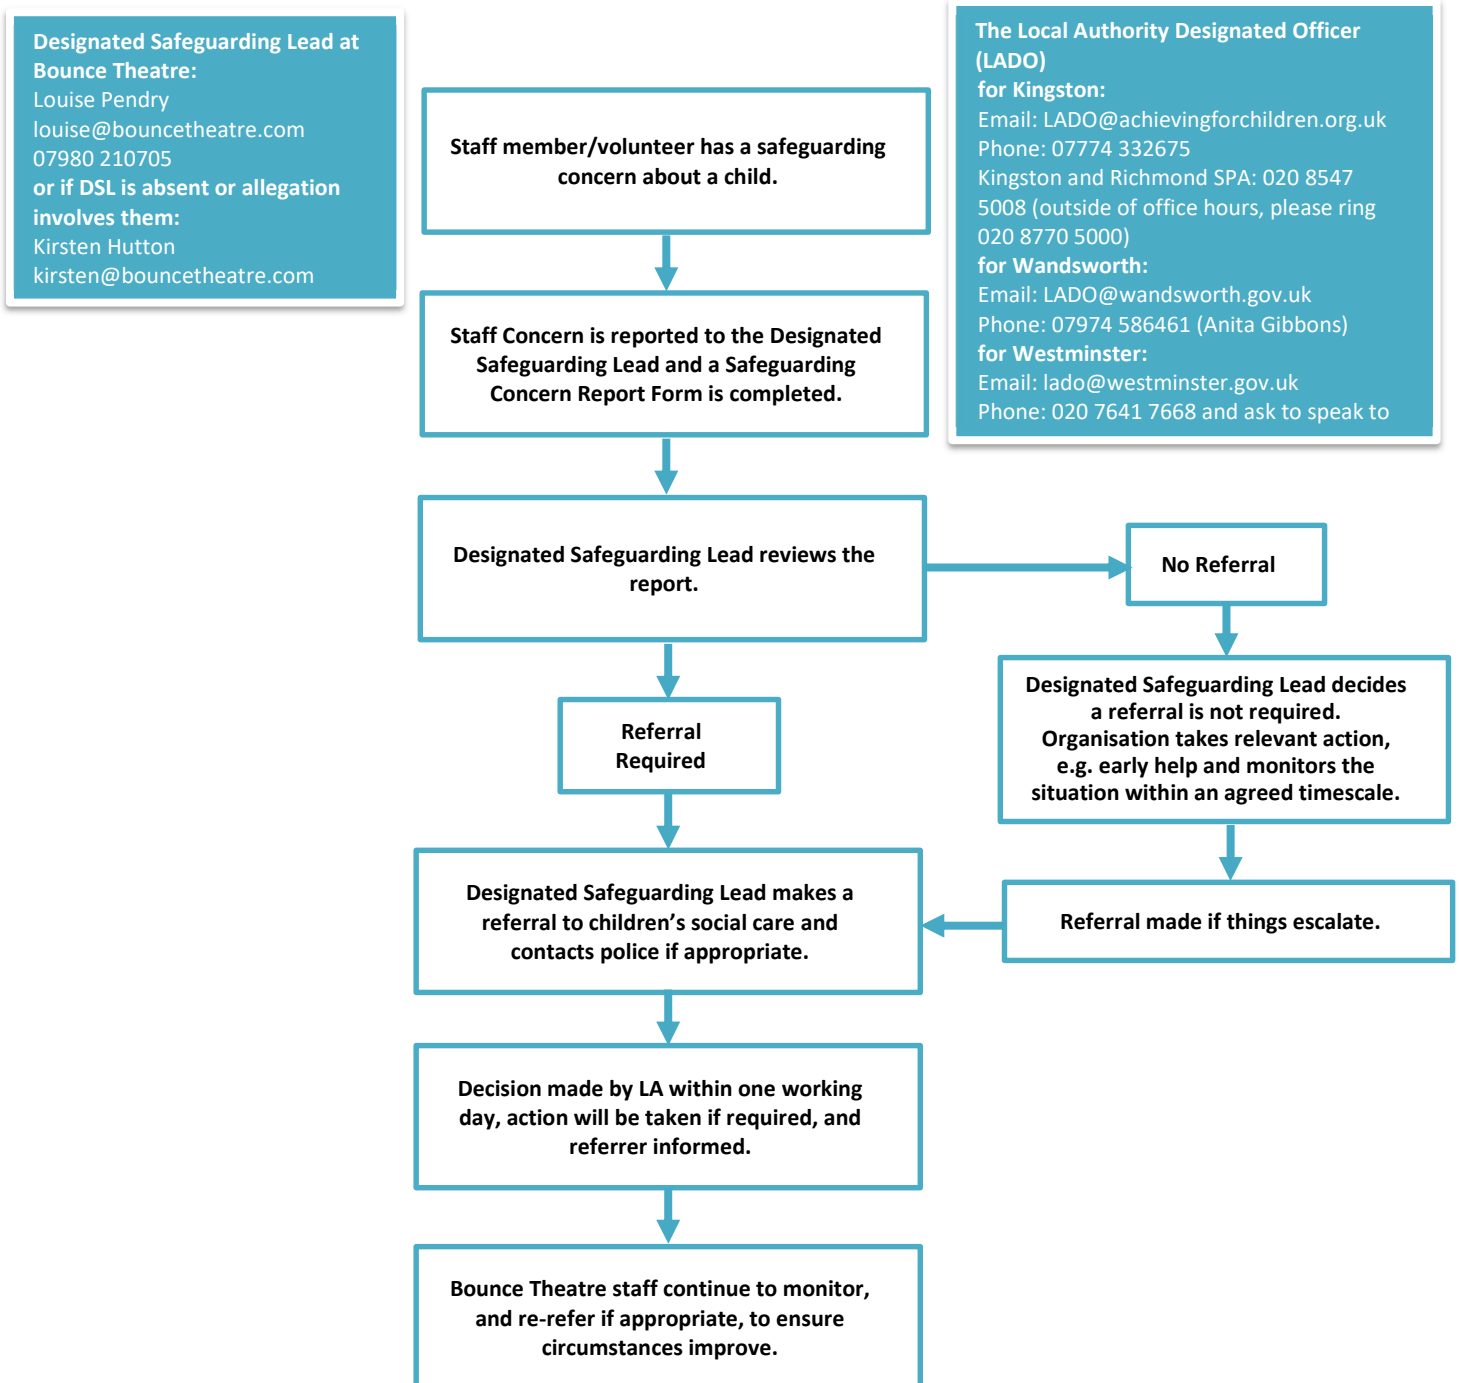 Designated Safeguarding Lead at
Bounce Theatre:
Louise Pendry
louise@bouncetheatre.com
07980 210705
or if DSL is absent or allegation
involves them:
Kirsten Hutton
kirsten@bouncetheatre.com
The Local Authority Designated Officer
(LADO)
for Kingston:
Email: LADO@achievingforchildren.org.uk
Phone: 07774 332675
Kingston and Richmond SPA: 020 8547
5008 (outside of office hours, please ring
020 8770 5000)
for Wandsworth:
Email: LADO@wandsworth.gov.uk
Phone: 07974 586461 (Anita Gibbons)
for Westminster:
Email: lado@westminster.gov.uk
Phone: 020 7641 7668 and ask to speak to
Staff member/volunteer has a safeguarding
concern about a child.
Staff Concern is reported to the Designated
Safeguarding Lead and a Safeguarding
Concern Report Form is completed.
Designated Safeguarding Lead reviews the
report.
No Referral
Referral
Required
Designated Safeguarding Lead decides
a referral is not required.
Organisation takes relevant action,
e.g. early help and monitors the
situation within an agreed timescale.
Designated Safeguarding Lead makes a
referral to children’s social care and
contacts police if appropriate.
Referral made if things escalate.
Decision made by LA within one working
day, action will be taken if required, and
referrer informed.
Bounce Theatre staff continue to monitor,
and re-refer if appropriate, to ensure
circumstances improve.